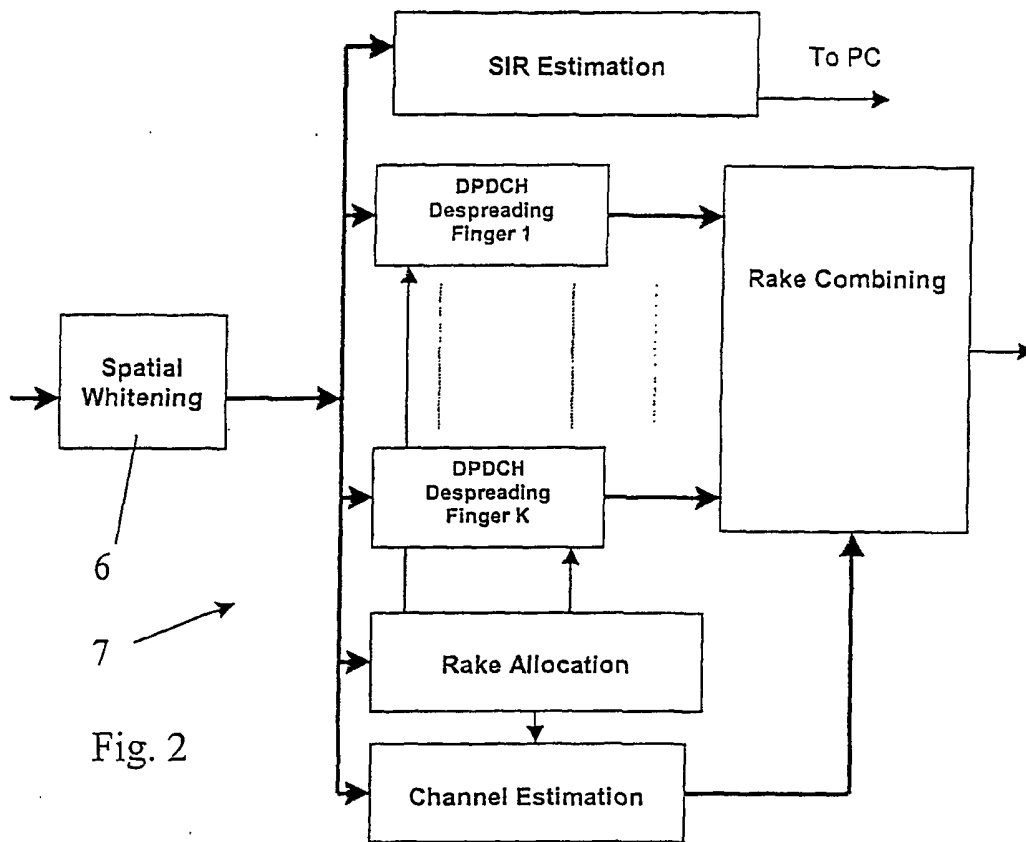 SIR Estimation
To PC
DPDCH
Despreading
Finger 1
Rake Combining
Spatial
Whitening
DPDCH
Despreading
Finger K
6
7
Rake Allocation
Fig. 2
Channel Estimation